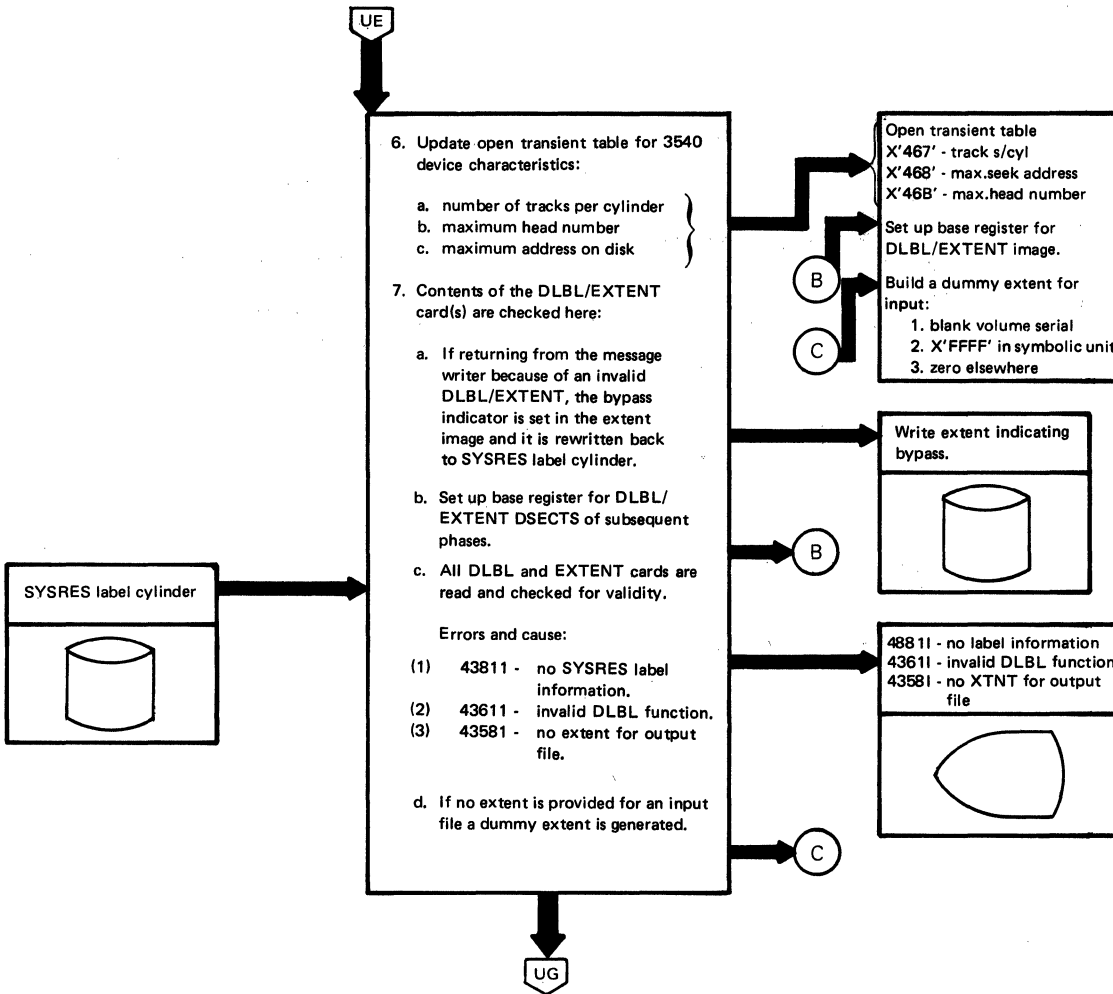 UE
6. Update open transient table for 3540
device characteristics:
a. number of tracks per cylinder
b. maximum head number
c. maximum address on disk
7. Contents of the DLBL/EXTENT
card(s) are checked here:
a. If returning from the message
writer because of an invalid
DLBL/EXTENT, the bypass
indicator is set in the extent
image and it is rewritten back
to SYSRES label cylinder.
b. Set up base register for DLBL/
EXTENT DSECTS of subsequent
phases.
c. All DLBL and EXTENT cards are
read and checked for validity.
Errors and cause:
(1) 43811 - no SYSRES label
information.
(2) 43611 - invalid DLBL function.
(3) 43581 - no extent for output
file.
d. If no extent is provided for an input
file a dummy extent is generated.
SYSRES label cylinder
Open transient table
X'467' - track s/cyl
X'468' - max.seek address
X'46B' - max.head number
Set up base register for
DLBL/EXTENT image.
Build a dummy extent for
input:
1. blank volume serial
2. X'FFFF' in symbolic unit
3. zero elsewhere
B
C
Write extent indicating
bypass.
B
4881I - no label information
4361I - invalid DLBL function
4358I - no XTNT for output
file
C
UG